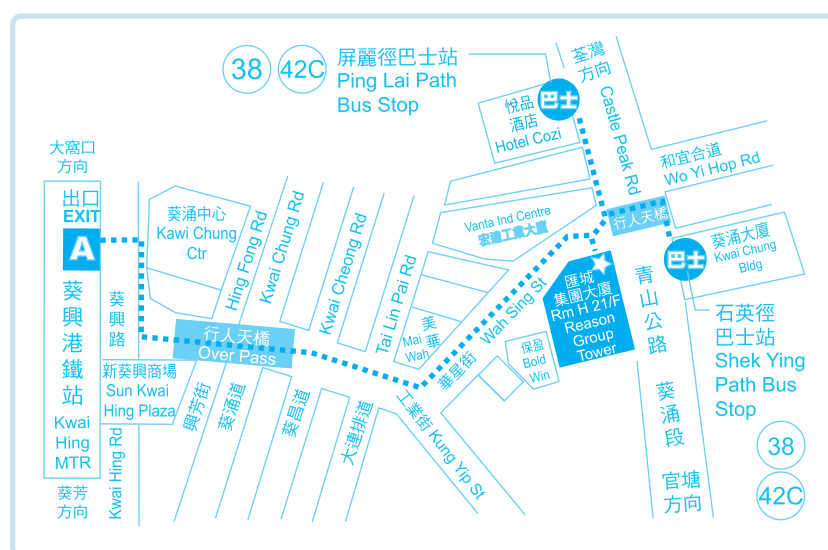 38
42C
屏麗徑巴士站
Ping Lai Path
Bus Stop
荃灣
方向
Castle Peak Rd
悅品
酒店
Hotel Cozi
巴士
和宜合道
Wo Yi Hop Rd
大窩口
方向
出口
EXIT
A
葵興港鐵站
Kwai
Hing
MTR
葵芳
方向
葵興路
Kwai Hing Rd
葵涌中心
Kawi Chung
Ctr
Hing Fong Rd
Kwai Chung Rd
Kwai Cheong Rd
Tai Lin Pai Rd
Vanta Ind Centre
宏達工業大廈
行人天橋
巴士
葵涌大廈
Kwai Chung
Bldg
行人天橋
Over Pass
新葵興商場
Sun Kwai
Hing Plaza
興芳街
葵涌道
葵昌道
大連排道
美華
Mai
Wah
華星街 Wah Sing St
工業街 Kung Yip St
保盈
Bold
Win
匯城
集團大廈
Rm H 21/F
Reason
Group
Tower
青山公路
葵涌段
官塘
方向
石英徑
巴士站
Shek Ying
Path Bus
Stop
38
42C